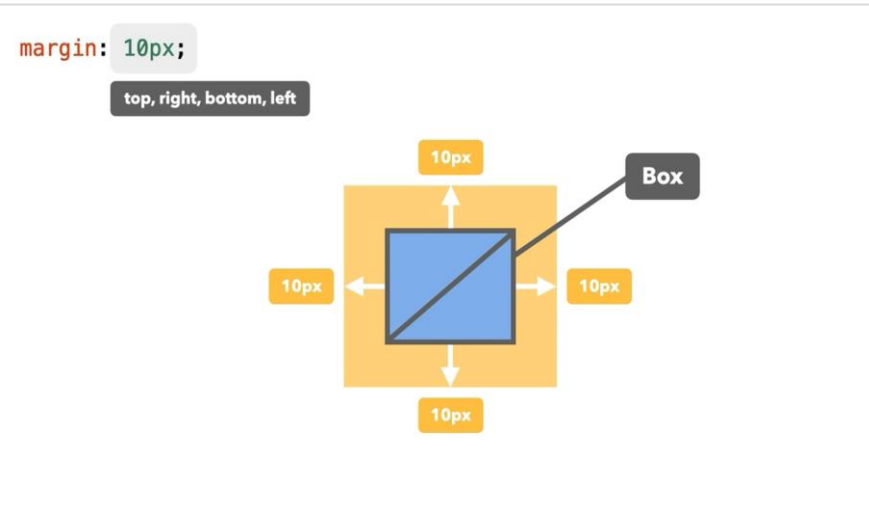 margin: 10px;
top, right, bottom, left
10px
Box
10px
10px
10px